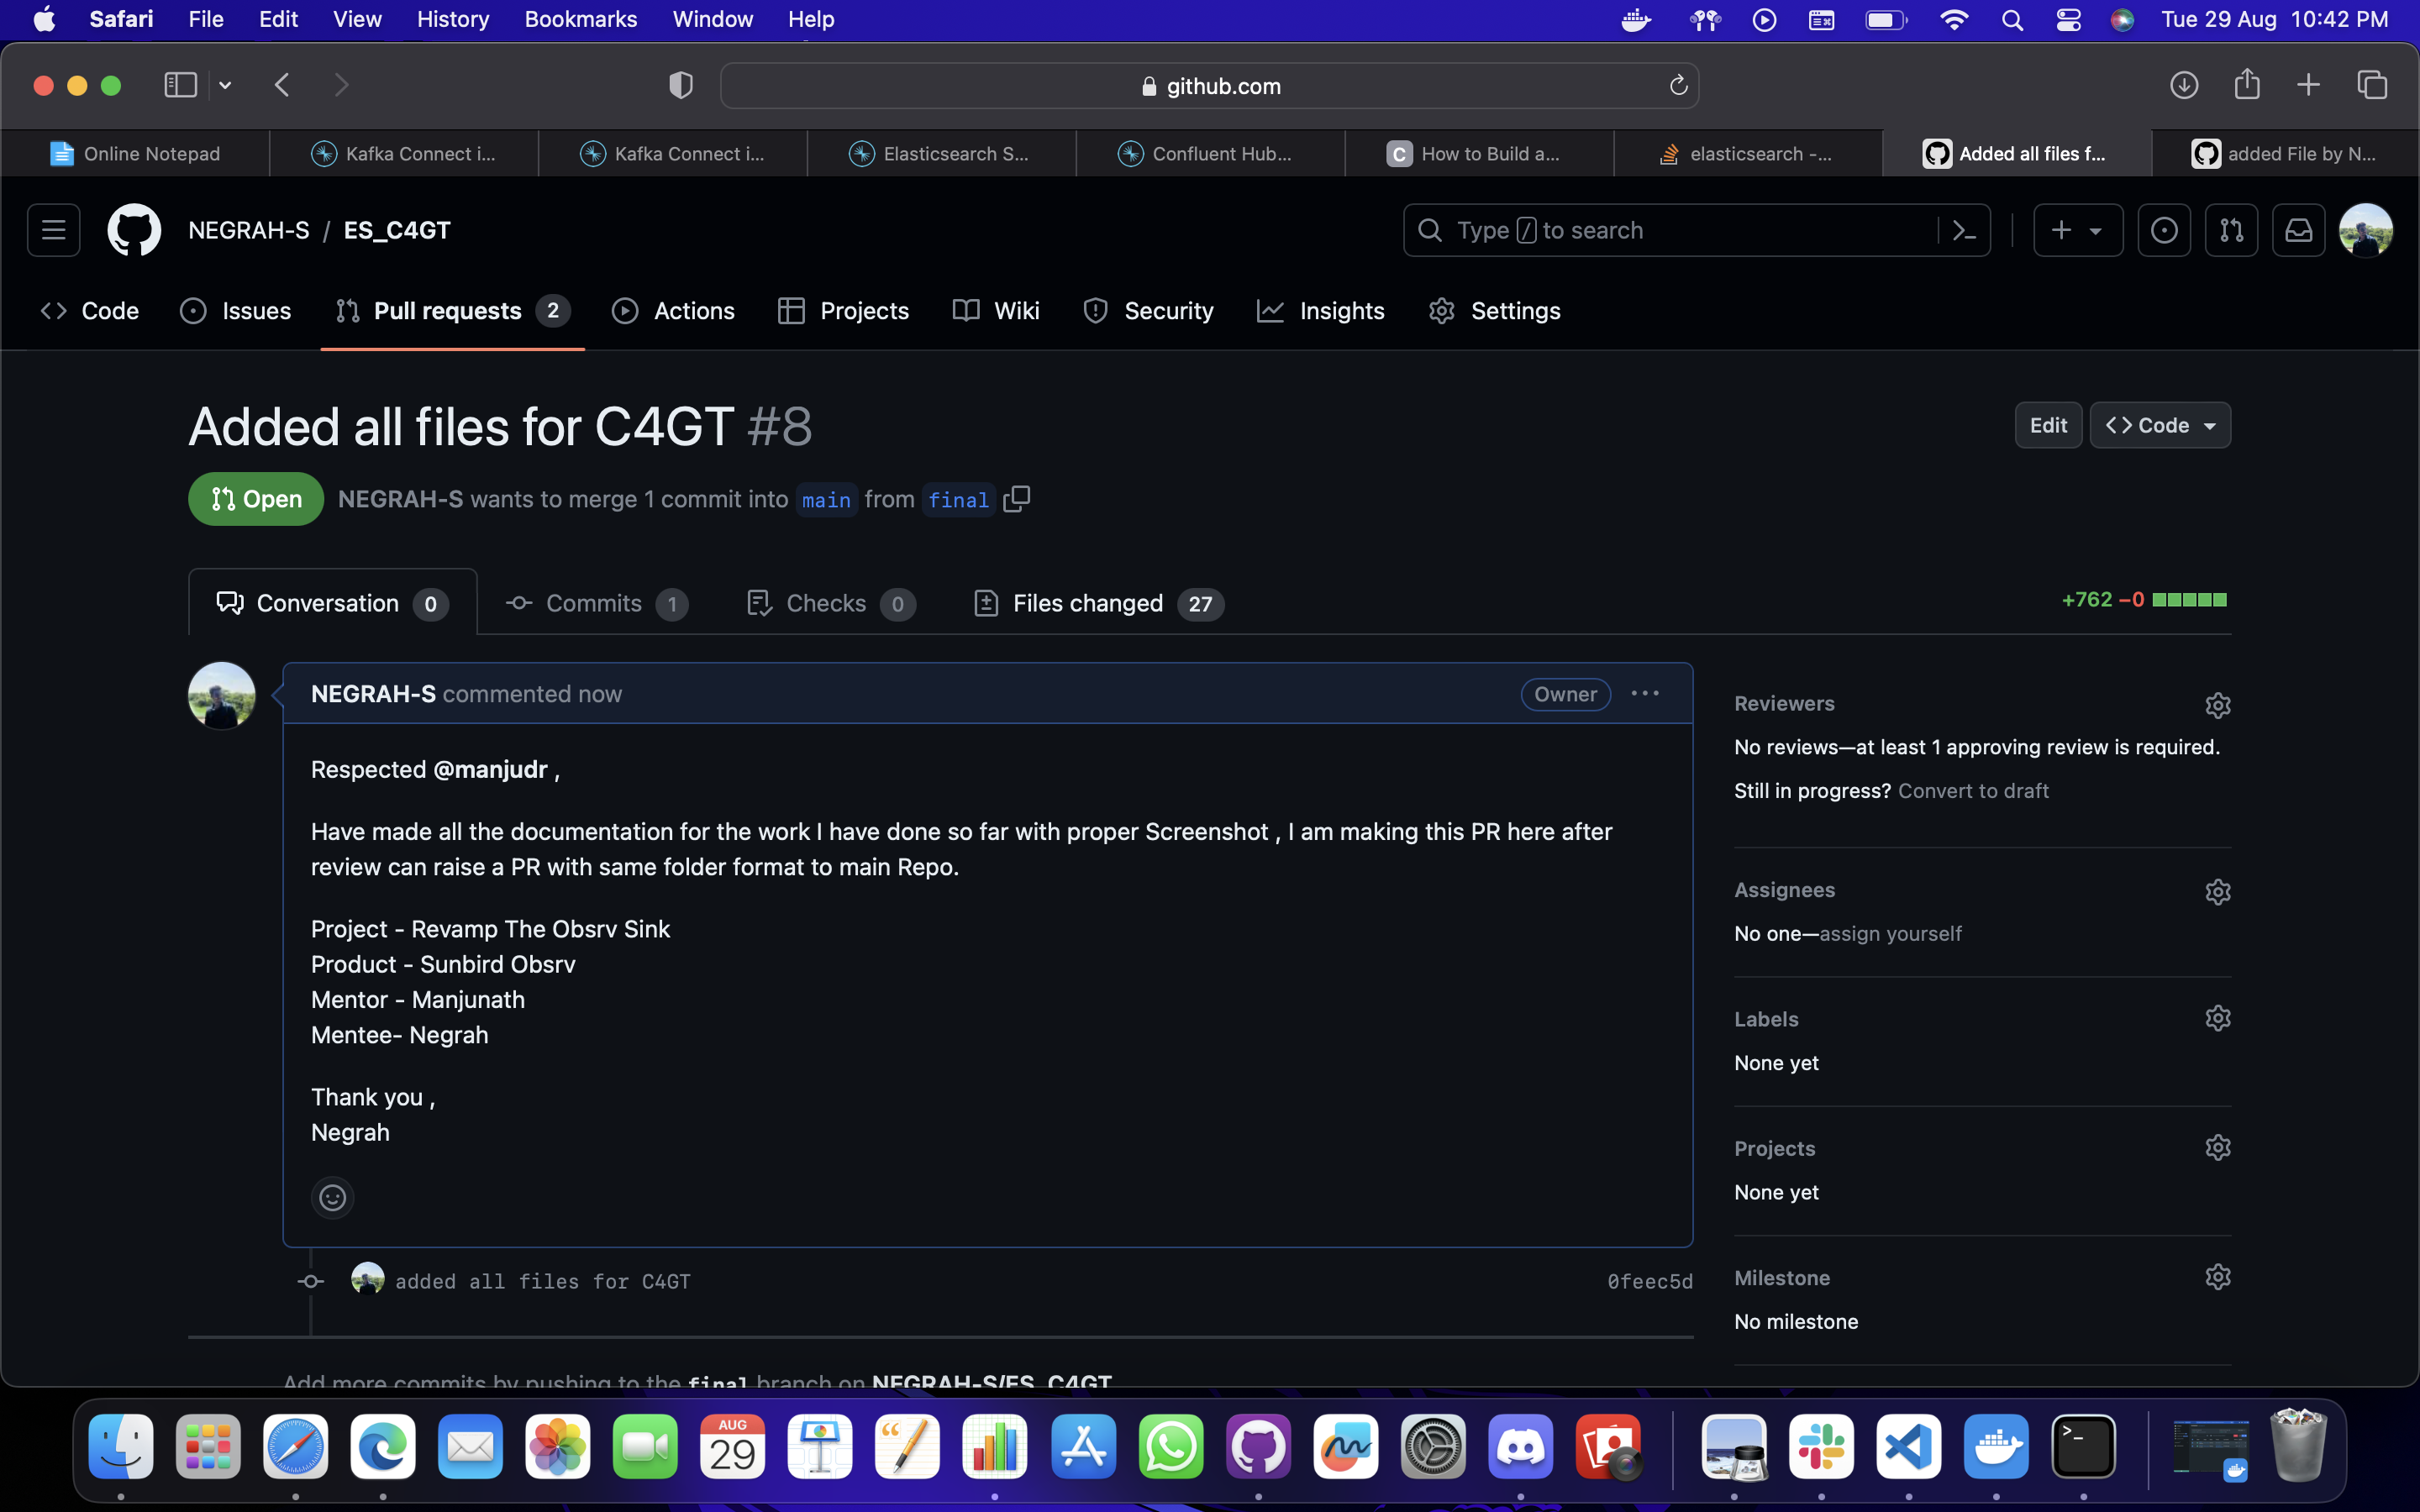 Safari File Edit View History Bookmarks Window Help Tue 29 Aug 10:42 PM
github.com
Online Notepad Kafka Connect i... Kafka Connect i... Elasticsearch S... Confluent Hub... C How to Build a... elasticsearch -... Added all files f... added File by N...
NEGRAH-S / ES_C4GT Type / to search
Code Issues Pull requests 2 Actions Projects Wiki Security Insights Settings
Added all files for C4GT #8 Edit <> Code
Open NEGRAH-S wants to merge 1 commit into main from final
Conversation 0 Commits 1 Checks 0 Files changed 27 +762 −0
NEGRAH-S commented now Owner ...
Respected @manjudr ,
Have made all the documentation for the work I have done so far with proper Screenshot , I am making this PR here after
review can raise a PR with same folder format to main Repo.
Project - Revamp The Obsrv Sink
Product - Sunbird Obsrv
Mentor - Manjunath
Mentee- Negrah
Thank you ,
Negrah
added all files for C4GT 0feec5d
Add more commits by pushing to the final branch on NEGRAH-S/ES_C4GT
Reviewers
No reviews—at least 1 approving review is required.
Still in progress? Convert to draft
Assignees
No one—assign yourself
Labels
None yet
Projects
None yet
Milestone
No milestone
AUG
29